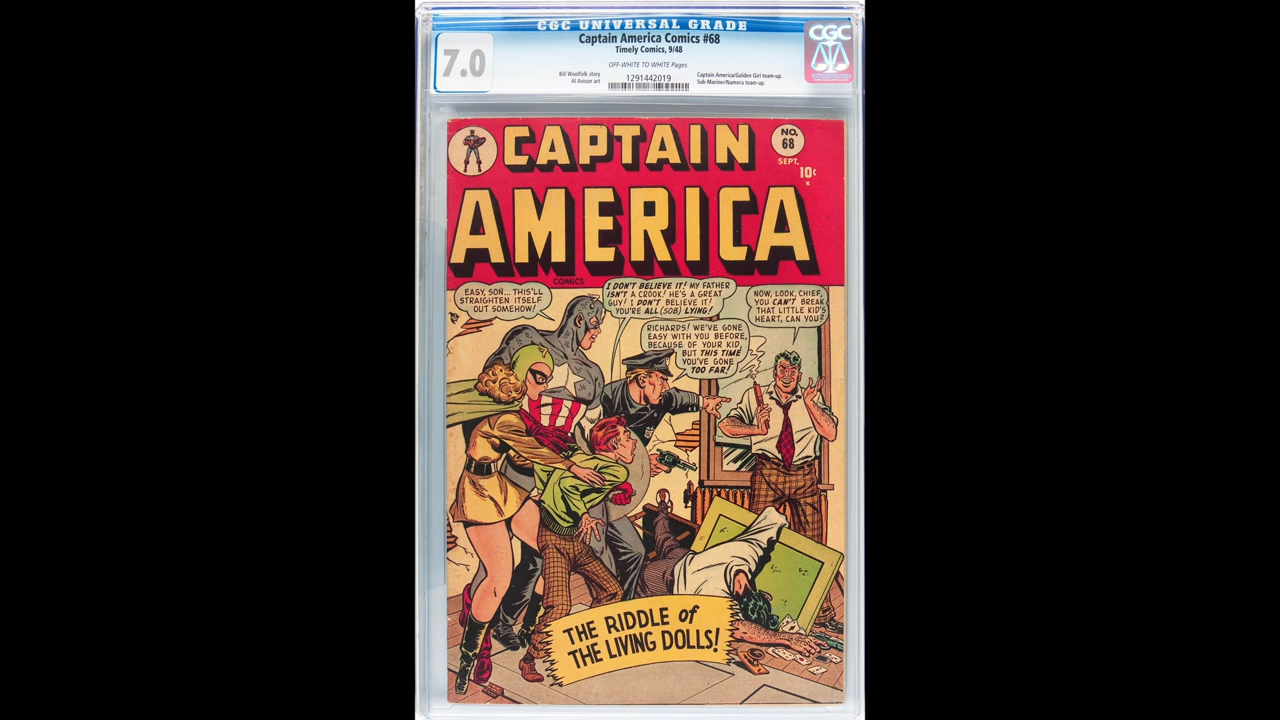 CGC UNIVERSAL GRADE
Captain America Comics #68
Timely Comics, 9/48
7.0
OFF-WHITE TO WHITE Pages
Bill Woolfolk story
Al Avison art
1291442019
Captain America/Golden Girl team-up.
Sub-Mariner/Namora team-up.
CGC
CAPTAIN
AMERICA
COMICS
NO.
68
SEPT.
10¢
K
EASY, SON... THIS'LL
STRAIGHTEN ITSELF
OUT SOMEHOW!
I DON'T BELIEVE IT! MY FATHER
ISN'T A CROOK! HE'S A GREAT
GUY! I DON'T BELIEVE IT!
YOU'RE ALL (SOB) LYING!
RICHARDS! WE'VE GONE
EASY WITH YOU BEFORE,
BECAUSE OF YOUR KID,
BUT THIS TIME
YOU'VE GONE
TOO FAR!
NOW, LOOK, CHIEF,
YOU CAN'T BREAK
THAT LITTLE KID'S
HEART, CAN YOU?
THE RIDDLE of
THE LIVING DOLLS!